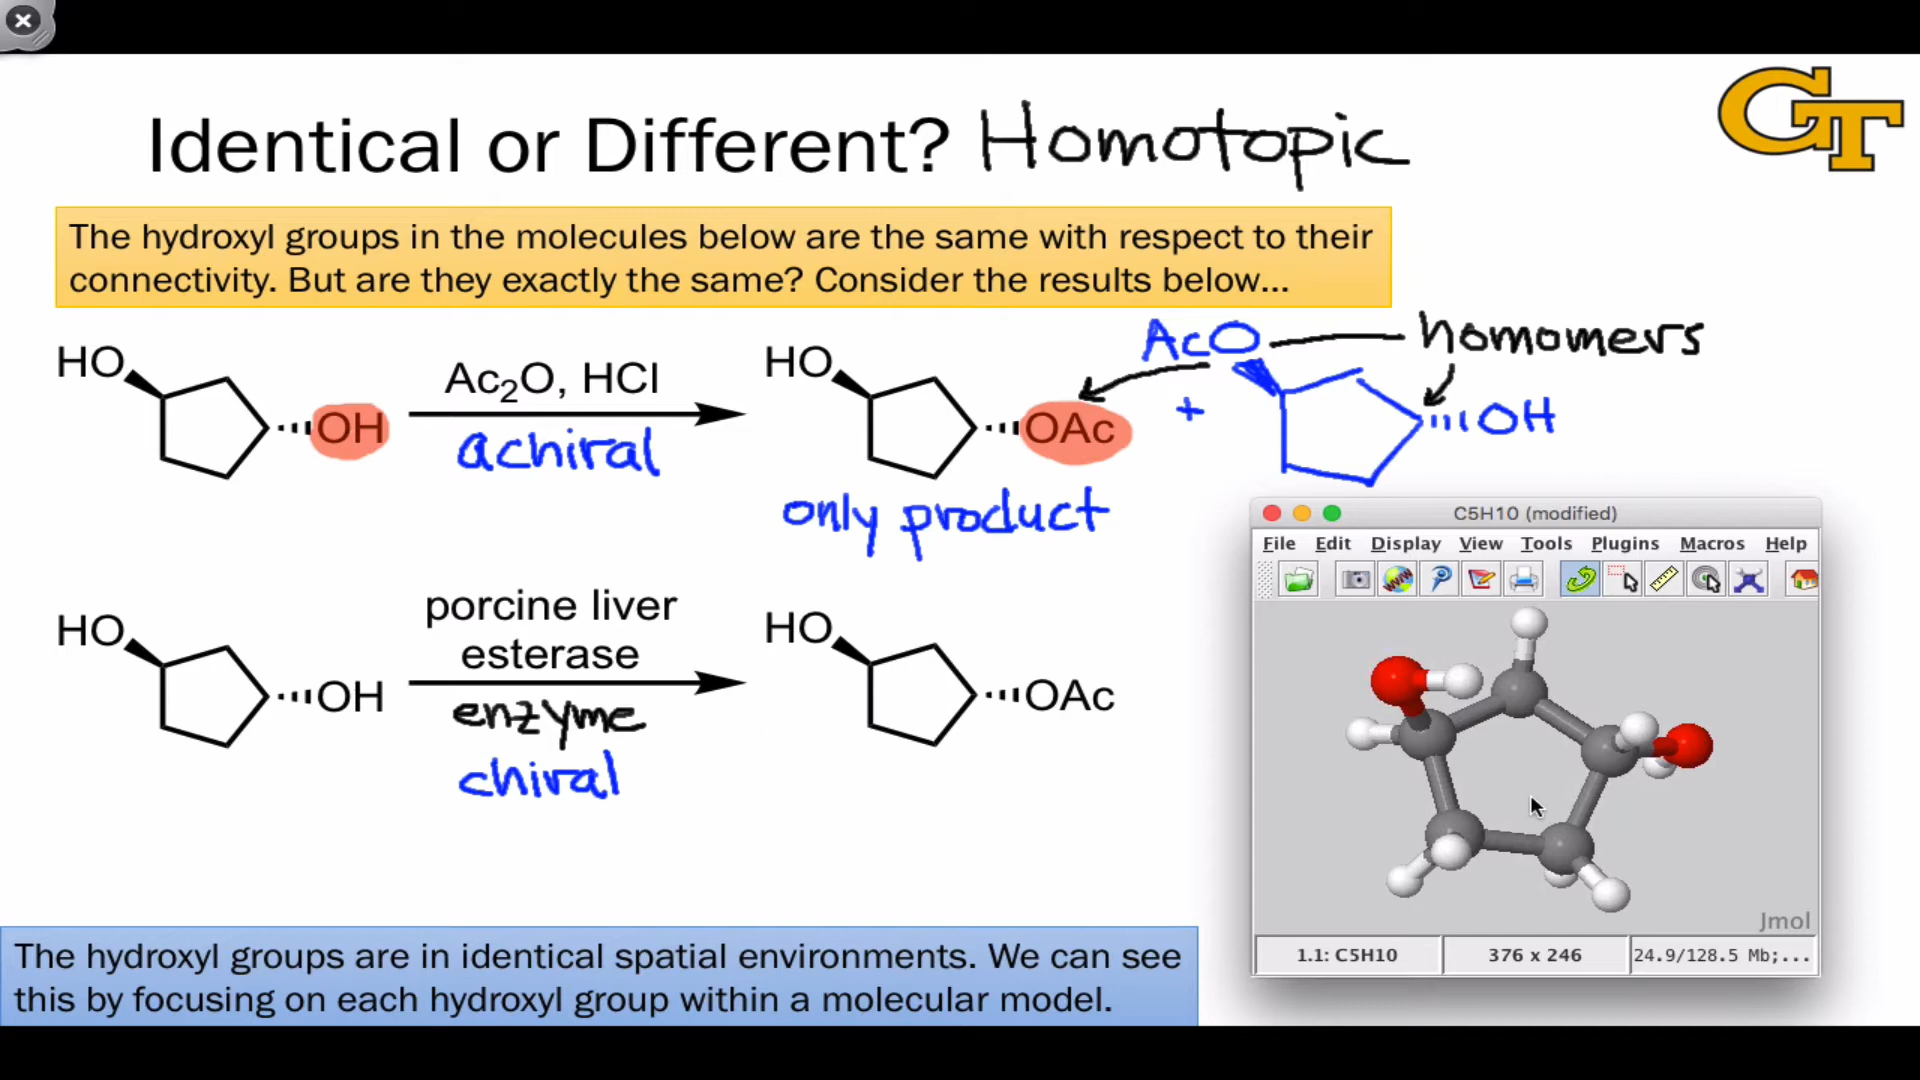 Identical or Different? Homotopic
GT
The hydroxyl groups in the molecules below are the same with respect to their
connectivity. But are they exactly the same? Consider the results below...
HO
OH
Ac2O, HCl
achiral
HO
OAc
only product
AcO
+
OH
homomers
HO
OH
porcine liver
esterase
enzyme
chiral
HO
OAc
C5H10 (modified)
File Edit Display View Tools Plugins Macros Help
WWW
Jmol
1.1: C5H10 376 x 246 24.9/128.5 Mb;...
The hydroxyl groups are in identical spatial environments. We can see
this by focusing on each hydroxyl group within a molecular model.